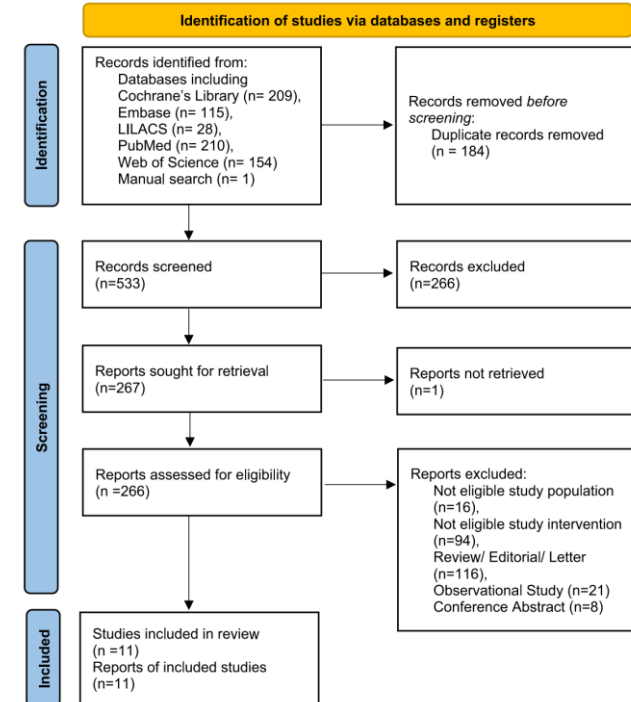 Identification of studies via databases and registers
Identification
Records identified from:
Databases including
Cochrane's Library (n= 209),
Embase (n= 115),
LILACS (n= 28),
PubMed (n= 210),
Web of Science (n= 154)
Manual search (n= 1)
Records removed before
screening:
Duplicate records removed
(n = 184)
Screening
Records screened
(n=533)
Records excluded
(n=266)
Reports sought for retrieval
(n=267)
Reports not retrieved
(n=1)
Reports assessed for eligibility
(n =266)
Reports excluded:
Not eligible study population
(n=16),
Not eligible study intervention
(n=94),
Review/ Editorial/ Letter
(n=116),
Observational Study (n=21)
Conference Abstract (n=8)
Included
Studies included in review
(n =11)
Reports of included studies
(n=11)